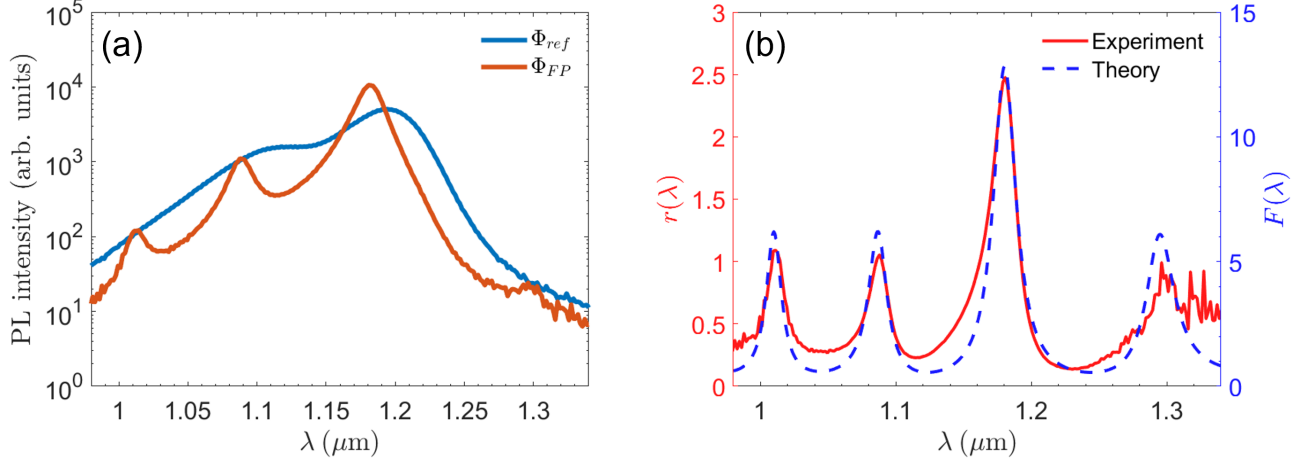 (a)
Φ_ref
Φ_FP
PL intensity (arb. units)
10^5
10^4
10^3
10^2
10^1
10^0
1 1.05 1.1 1.15 1.2 1.25 1.3
λ (μm)
(b)
Experiment
Theory
r(λ)
3
2.5
2
1.5
1
0.5
0
15
10
5
0
F(λ)
1 1.1 1.2 1.3
λ (μm)